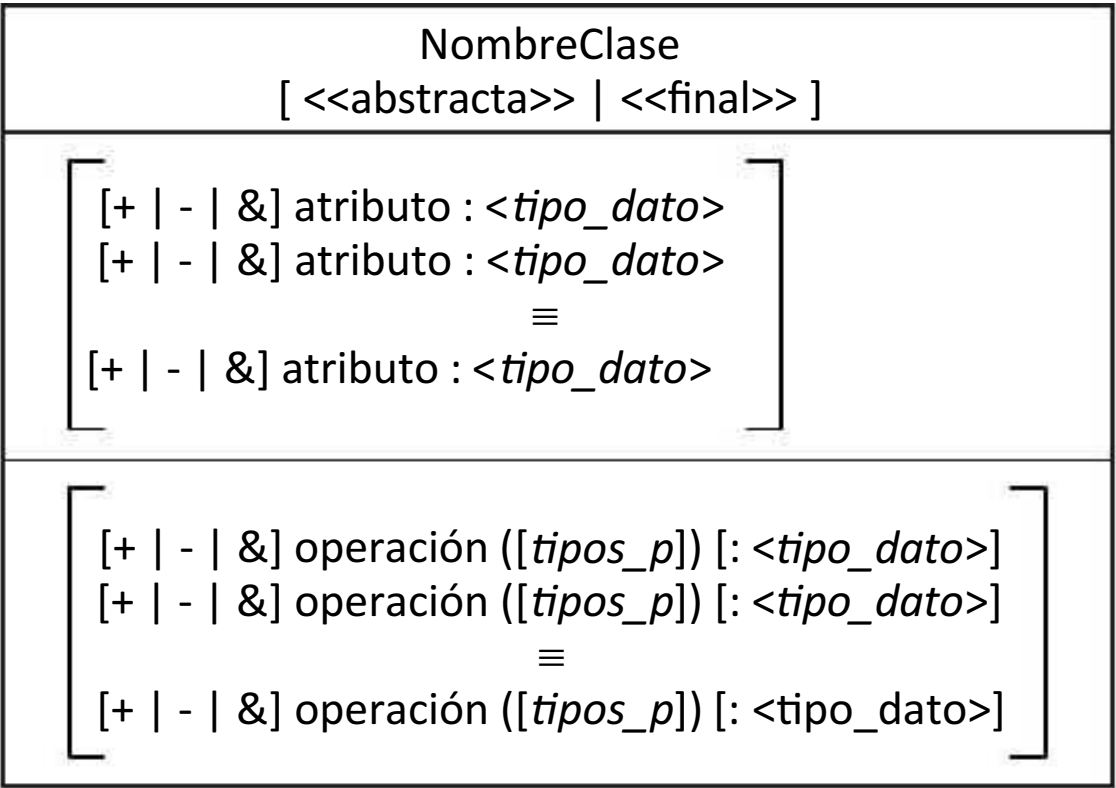 NombreClase
[ <<abstracta>> | <<final>> ]
[+ | - | &] atributo : <tipo_dato>
[+ | - | &] atributo : <tipo_dato>
≡
[+ | - | &] atributo : <tipo_dato>
[+ | - | &] operación ([tipos_p]) [: <tipo_dato>]
[+ | - | &] operación ([tipos_p]) [: <tipo_dato>]
≡
[+ | - | &] operación ([tipos_p]) [: <tipo_dato>]